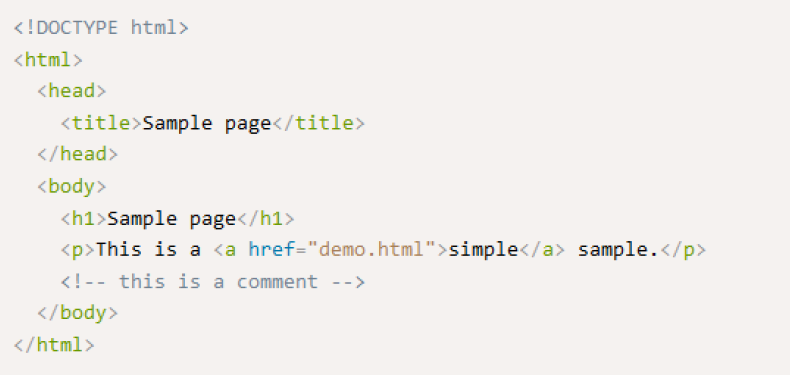 <!DOCTYPE html>
<html>
  <head>
    <title>Sample page</title>
  </head>
  <body>
    <h1>Sample page</h1>
    <p>This is a <a href="demo.html">simple</a> sample.</p>
    <!-- this is a comment -->
  </body>
</html>